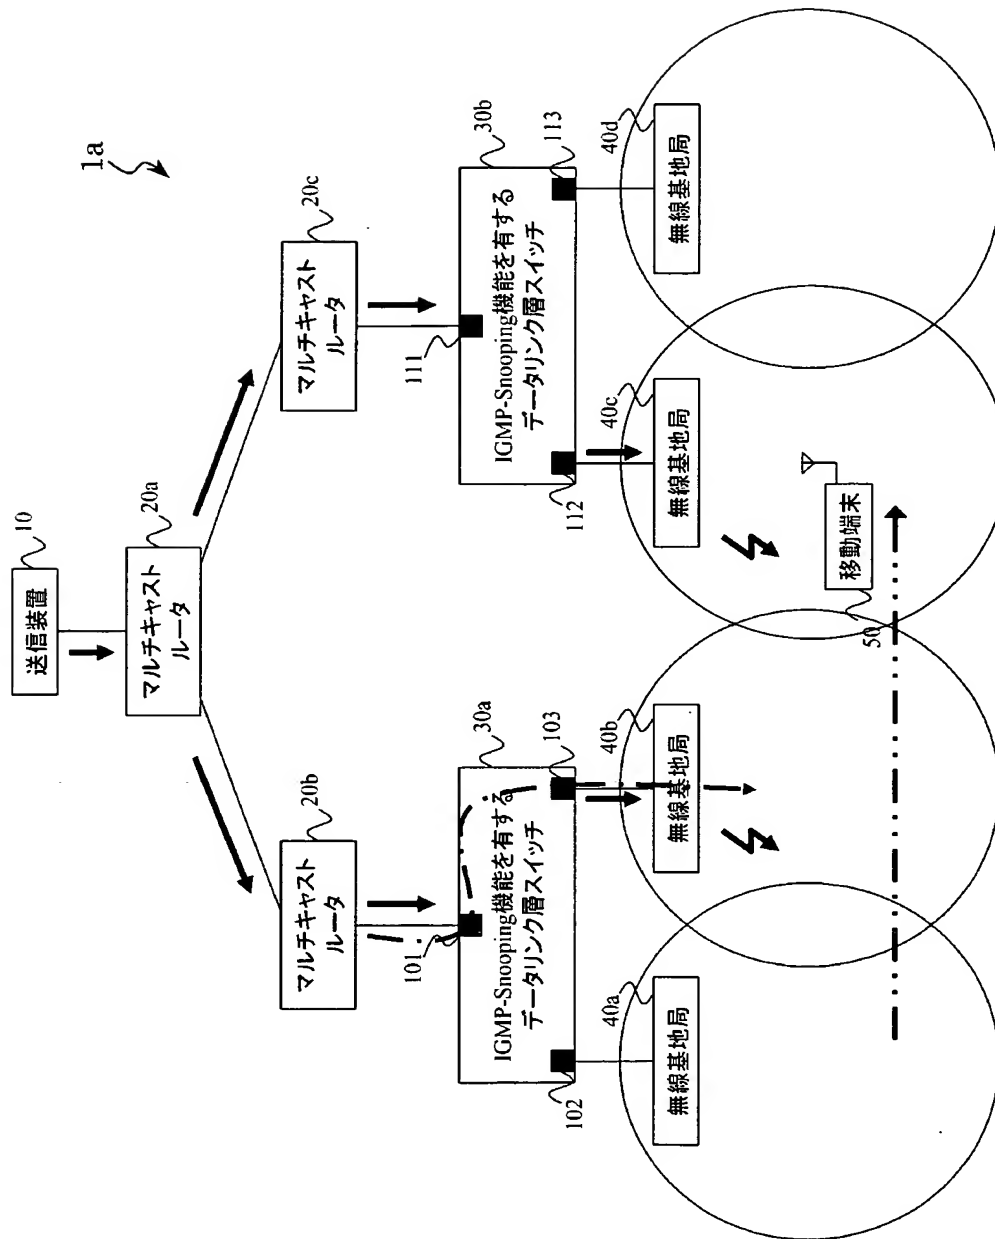 1a
10
送信装置
20a
マルチキャスト
ルータ
20b
マルチキャスト
ルータ
20c
マルチキャスト
ルータ
30a
IGMP-Snooping機能を有する
データリンク層スイッチ
101
102
103
30b
IGMP-Snooping機能を有する
データリンク層スイッチ
111
112
113
40a
無線基地局
40b
無線基地局
40c
無線基地局
40d
無線基地局
移動端末
50